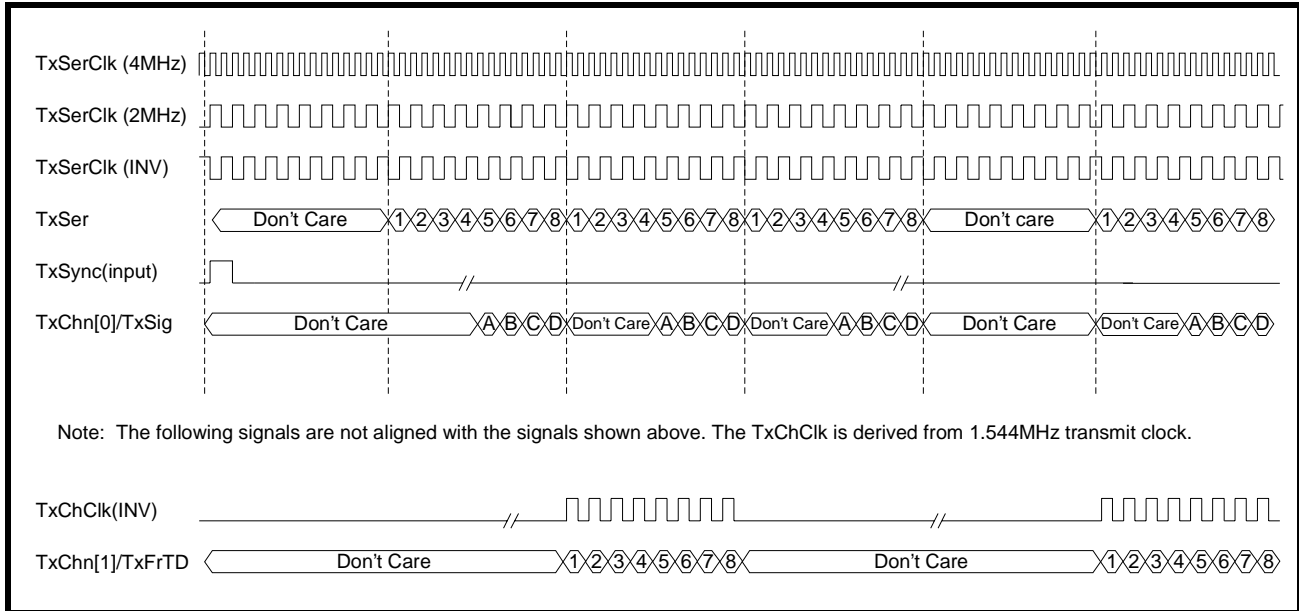 TxSerClk (4MHz)
TxSerClk (2MHz)
TxSerClk (INV)
TxSer Don't Care 1 2 3 4 5 6 7 8 1 2 3 4 5 6 7 8 1 2 3 4 5 6 7 8 Don't care 1 2 3 4 5 6 7 8
TxSync(input)
TxChn[0]/TxSig Don't Care A B C D Don't Care A B C D Don't Care A B C D Don't Care Don't Care A B C D
Note: The following signals are not aligned with the signals shown above. The TxChClk is derived from 1.544MHz transmit clock.
TxChClk(INV)
TxChn[1]/TxFrTD Don't Care 1 2 3 4 5 6 7 8 Don't Care 1 2 3 4 5 6 7 8